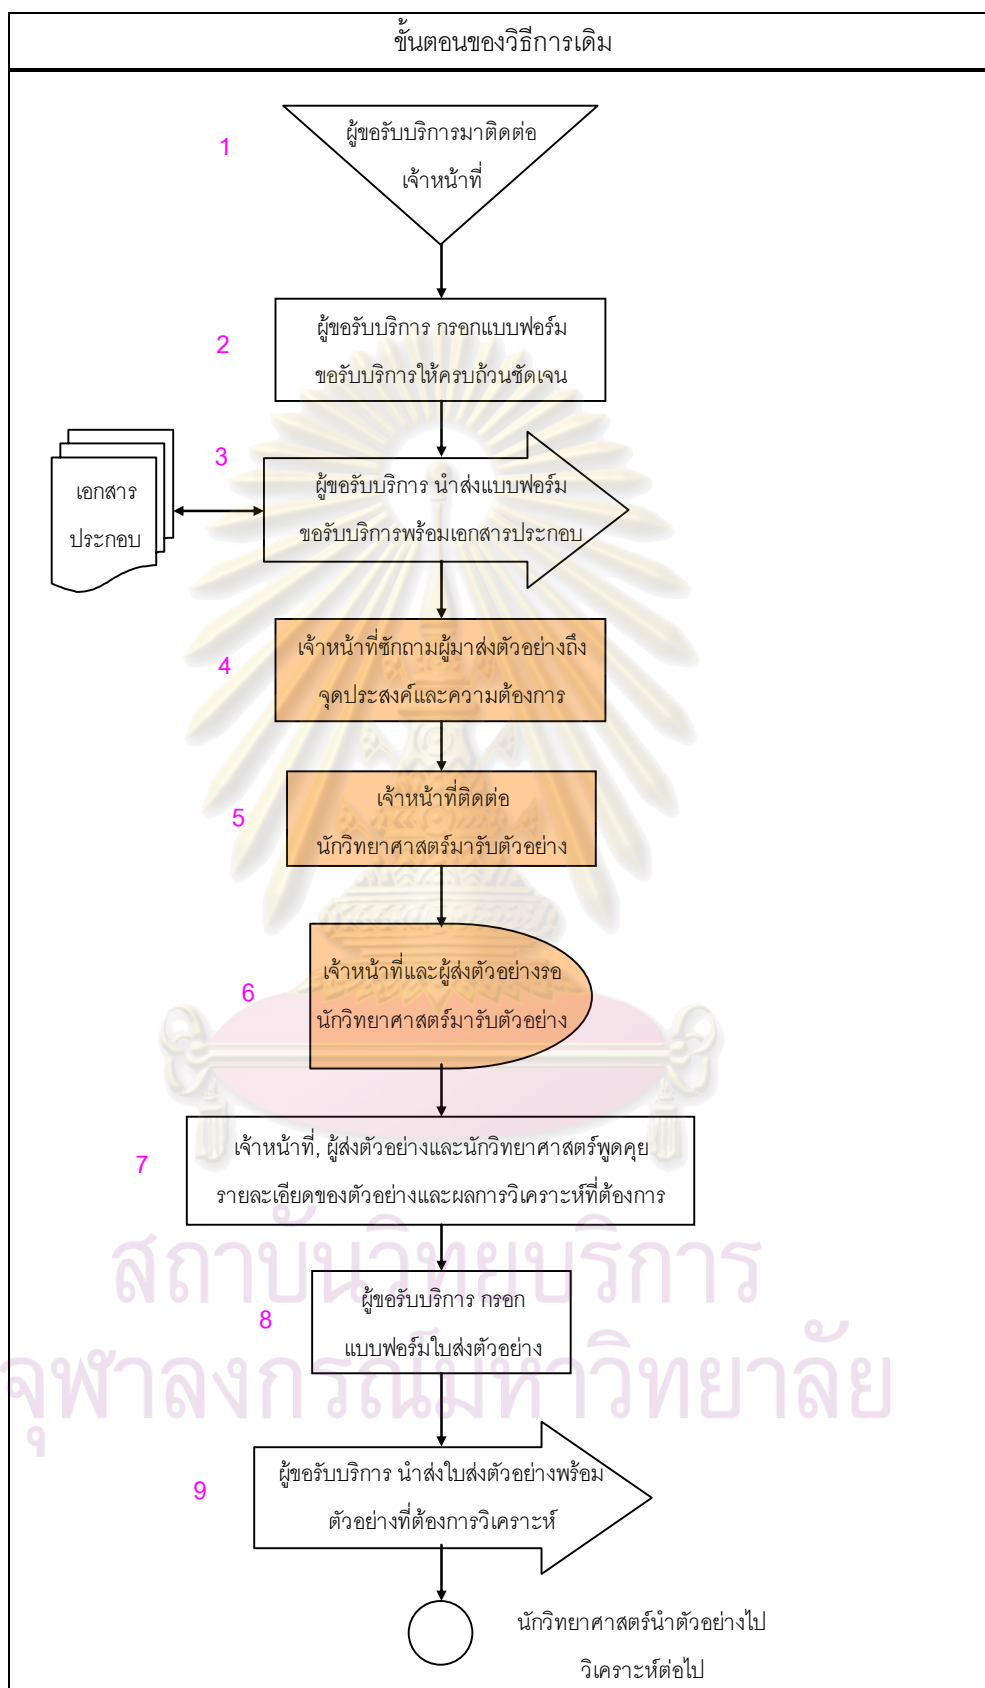 ขั้นตอนของวิธีการเดิม
1
ผู้ขอรับบริการมาติดต่อ
เจ้าหน้าที่
2
ผู้ขอรับบริการ กรอกแบบฟอร์ม
ขอรับบริการให้ครบถ้วนชัดเจน
3
เอกสาร
ประกอบ
ผู้ขอรับบริการ นำส่งแบบฟอร์ม
ขอรับบริการพร้อมเอกสารประกอบ
4
เจ้าหน้าที่ซักถามผู้มาส่งตัวอย่างถึง
จุดประสงค์และความต้องการ
5
เจ้าหน้าที่ติดต่อ
นักวิทยาศาสตร์มารับตัวอย่าง
6
เจ้าหน้าที่และผู้ส่งตัวอย่างรอ
นักวิทยาศาสตร์มารับตัวอย่าง
7
เจ้าหน้าที่, ผู้ส่งตัวอย่างและนักวิทยาศาสตร์พูดคุย
รายละเอียดของตัวอย่างและผลการวิเคราะห์ที่ต้องการ
สถาบันวิทยบริการ
8
ผู้ขอรับบริการ กรอก
แบบฟอร์มใบส่งตัวอย่าง
จุฬาลงกรณ์มหาวิทยาลัย
9
ผู้ขอรับบริการ นำส่งใบส่งตัวอย่างพร้อม
ตัวอย่างที่ต้องการวิเคราะห์
นักวิทยาศาสตร์นำตัวอย่างไป
วิเคราะห์ต่อไป